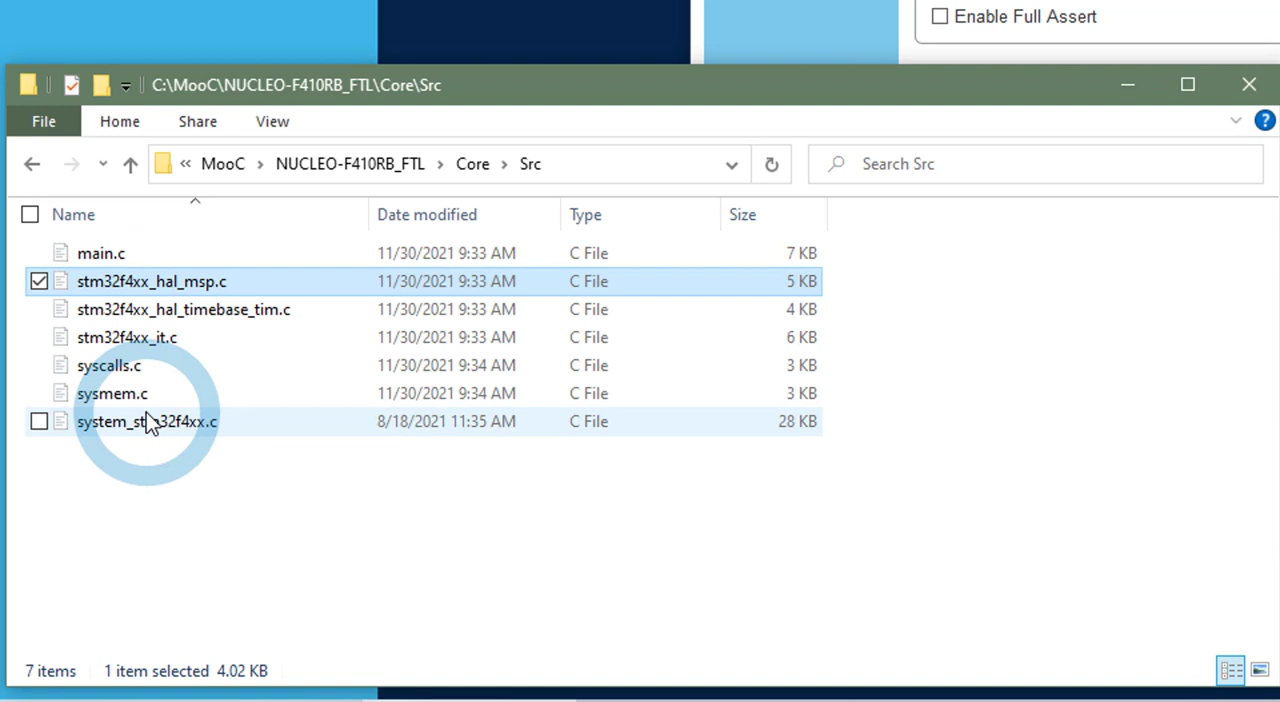 Enable Full Assert
C:\MooC\NUCLEO-F410RB_FTL\Core\Src
File Home Share View
« MooC > NUCLEO-F410RB_FTL > Core > Src Search Src
Name Date modified Type Size
main.c 11/30/2021 9:33 AM C File 7 KB
stm32f4xx_hal_msp.c 11/30/2021 9:33 AM C File 5 KB
stm32f4xx_hal_timebase_tim.c 11/30/2021 9:33 AM C File 4 KB
stm32f4xx_it.c 11/30/2021 9:33 AM C File 6 KB
syscalls.c 11/30/2021 9:34 AM C File 3 KB
sysmem.c 11/30/2021 9:34 AM C File 3 KB
system_stm32f4xx.c 8/18/2021 11:35 AM C File 28 KB
7 items 1 item selected 4.02 KB